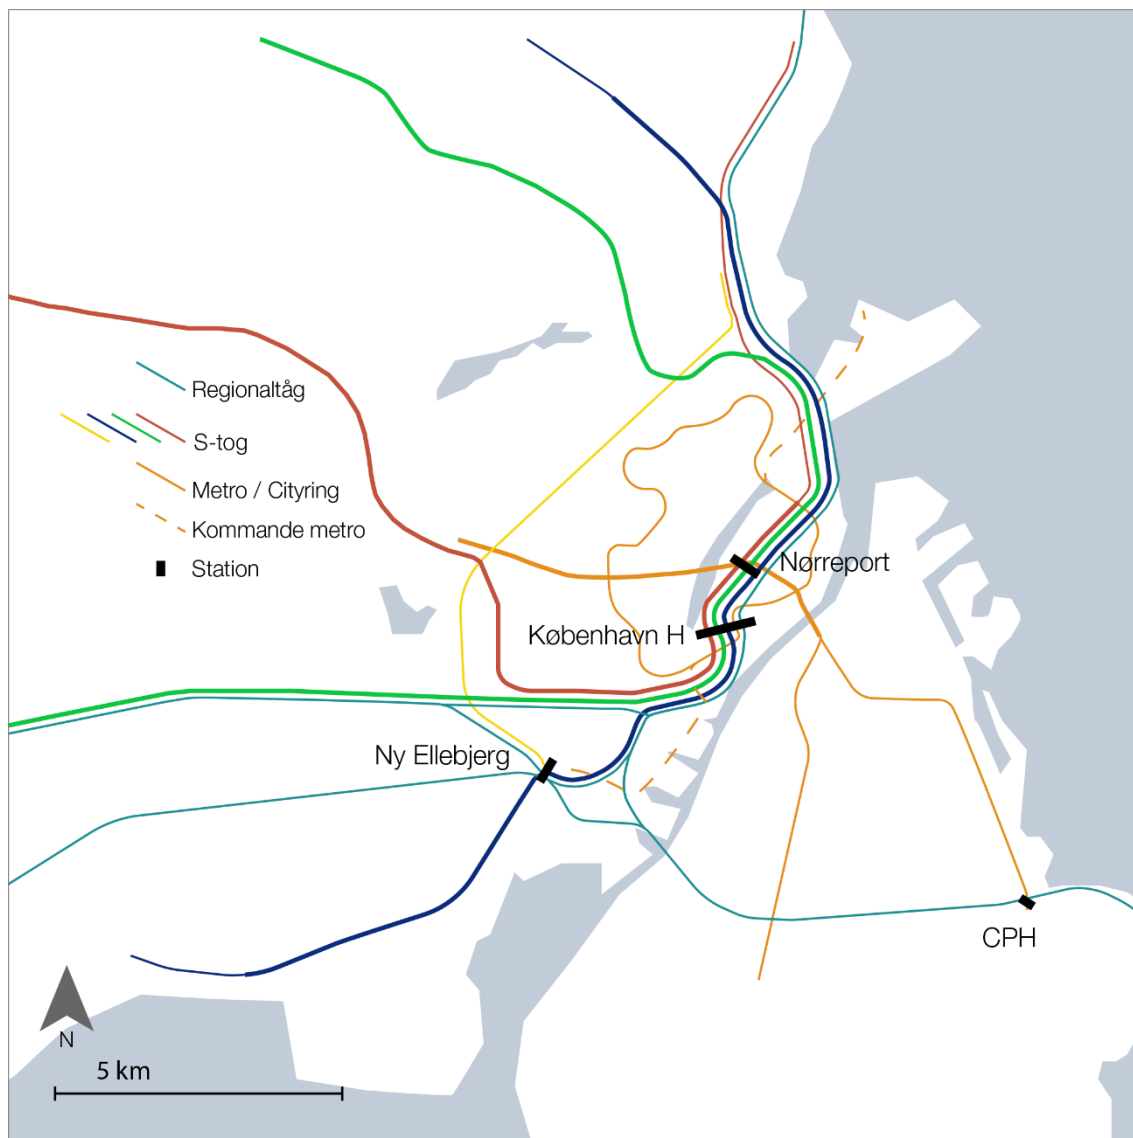 Regionaltåg
S-tog
Metro / Cityring
Kommande metro
Station
Nørreport
København H
Ny Ellebjerg
CPH
N
5 km